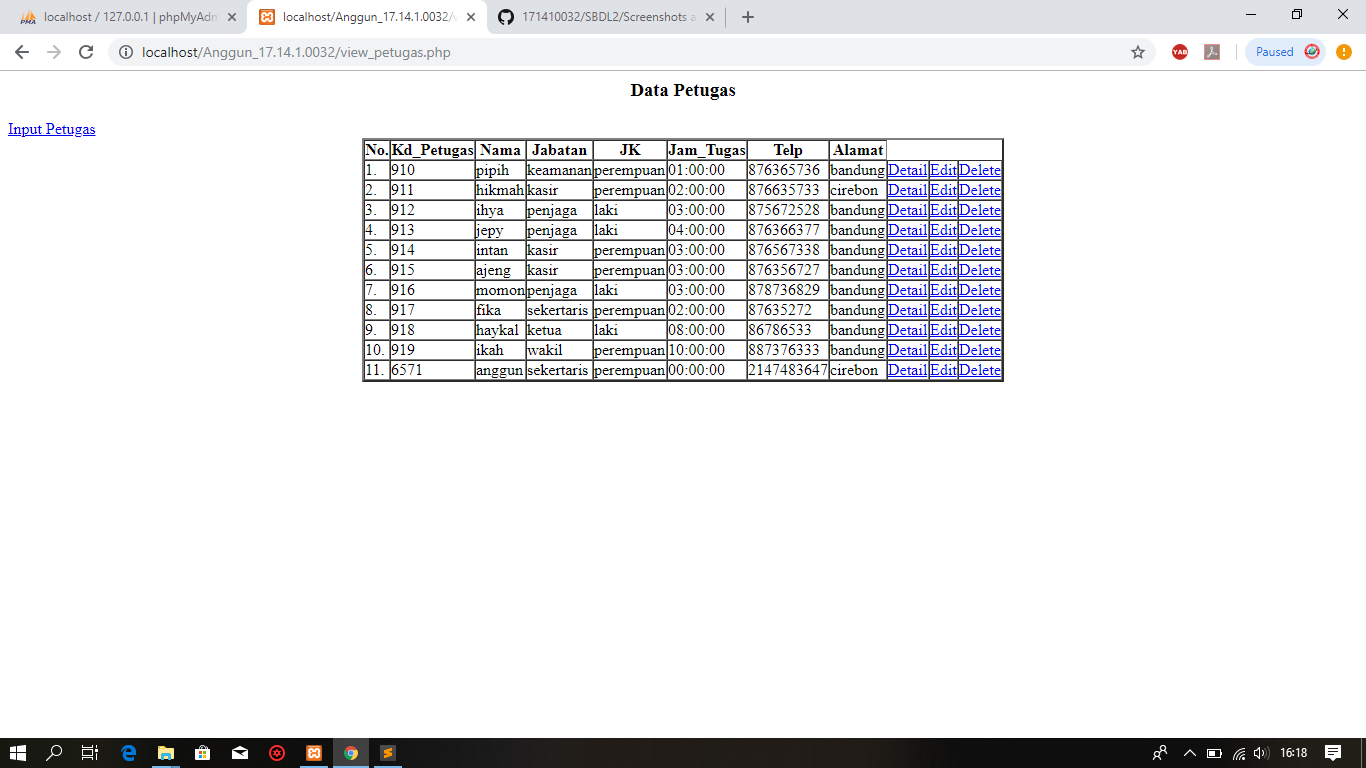 localhost / 127.0.0.1 | phpMyAdm
localhost/Anggun_17.14.1.0032/v
171410032/SBDL2/Screenshots a
localhost/Anggun_17.14.1.0032/view_petugas.php
YAB
Paused
Data Petugas
Input Petugas
No. Kd_Petugas Nama Jabatan JK Jam_Tugas Telp Alamat
1. 910 pipih keamanan perempuan 01:00:00 876365736 bandung Detail Edit Delete
2. 911 hikmah kasir perempuan 02:00:00 876635733 cirebon Detail Edit Delete
3. 912 ihya penjaga laki 03:00:00 875672528 bandung Detail Edit Delete
4. 913 jepy penjaga laki 04:00:00 876366377 bandung Detail Edit Delete
5. 914 intan kasir perempuan 03:00:00 876567338 bandung Detail Edit Delete
6. 915 ajeng kasir perempuan 03:00:00 876356727 bandung Detail Edit Delete
7. 916 momon penjaga laki 03:00:00 878736829 bandung Detail Edit Delete
8. 917 fika sekertaris perempuan 02:00:00 87635272 bandung Detail Edit Delete
9. 918 haykal ketua laki 08:00:00 86786533 bandung Detail Edit Delete
10. 919 ikah wakil perempuan 10:00:00 887376333 bandung Detail Edit Delete
11. 6571 anggun sekertaris perempuan 00:00:00 2147483647 cirebon Detail Edit Delete
16:18